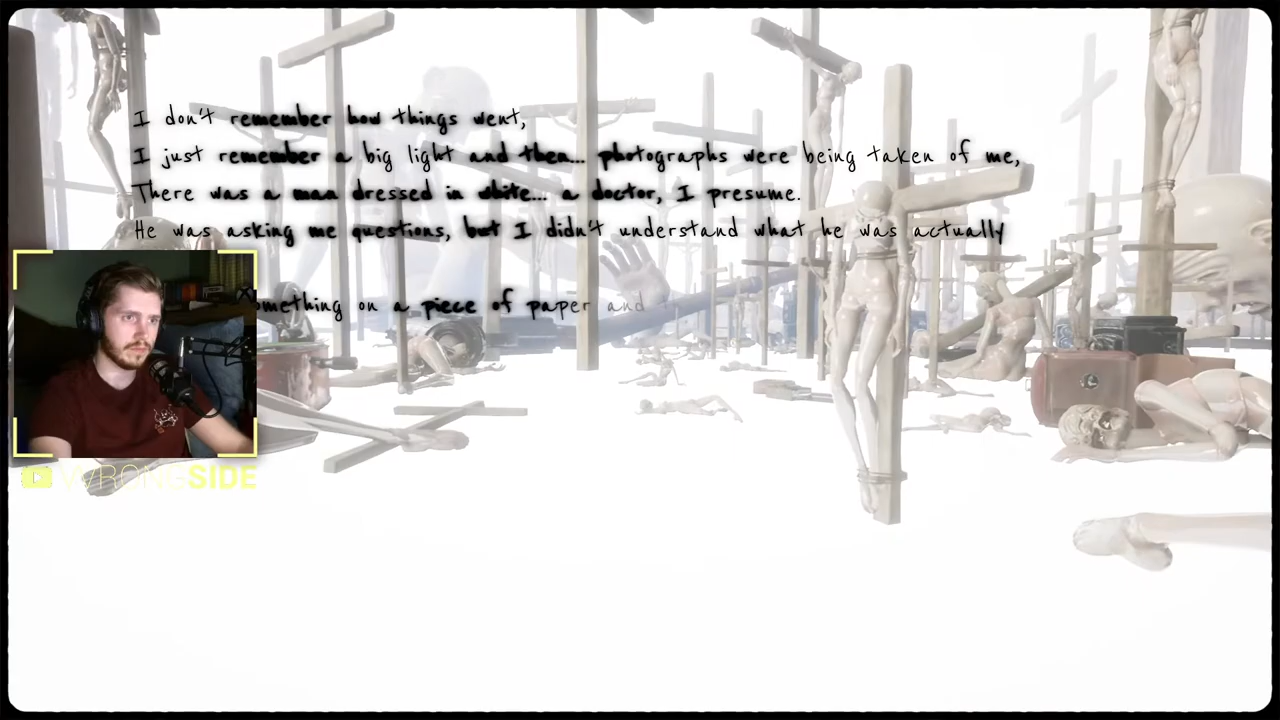 I don't remember how things went,
I just remember a big light and then... photographs were being taken of me,
There was a man dressed in white... a doctor, I presume.
He was asking me questions, but I didn't understand what he was actually
something on a piece of paper and
WRONGSIDE